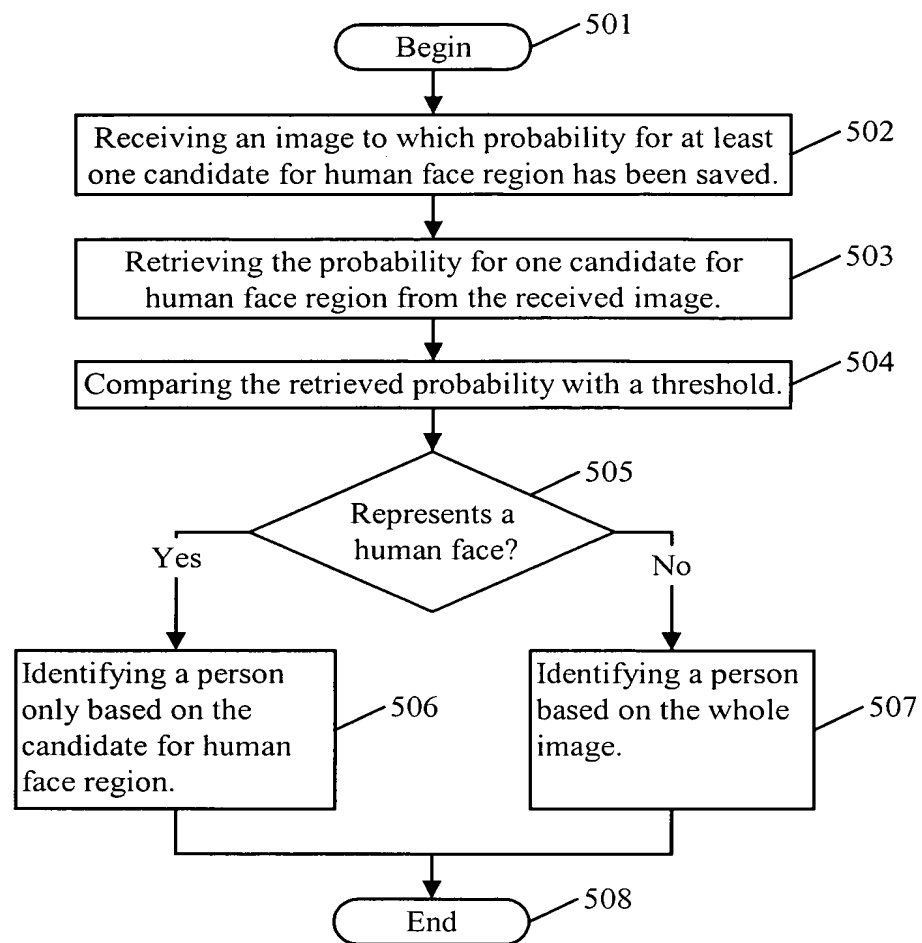 Begin
501
Receiving an image to which probability for at least
one candidate for human face region has been saved.
502
Retrieving the probability for one candidate for
human face region from the received image.
503
Comparing the retrieved probability with a threshold.
504
Represents a
human face?
505
Yes
No
Identifying a person
only based on the
candidate for human
face region.
506
Identifying a person
based on the whole
image.
507
End
508